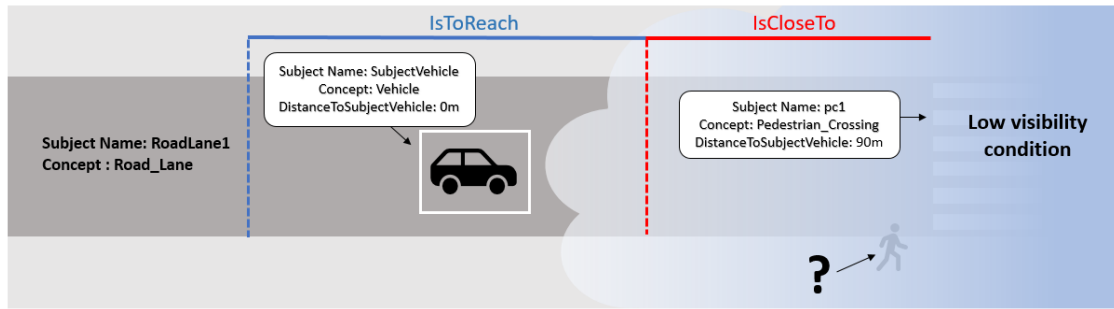 IsToReach
IsCloseTo
Subject Name: SubjectVehicle
Concept: Vehicle
DistanceToSubjectVehicle: 0m
Subject Name: pc1
Concept: Pedestrian_Crossing
DistanceToSubjectVehicle: 90m
Subject Name: RoadLane1
Concept : Road_Lane
Low visibility
condition
?